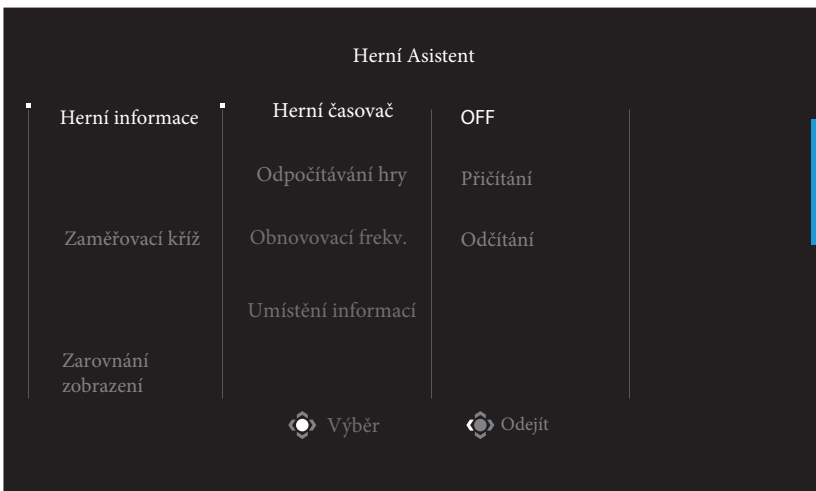 Herní Asistent
Herní informace
Herní časovač
OFF
Odpočítávání hry
Přičítání
Zaměřovací kříž
Obnovovací frekv.
Odčítání
Umístění informací
Zarovnání
zobrazení
Výběr
Odejít